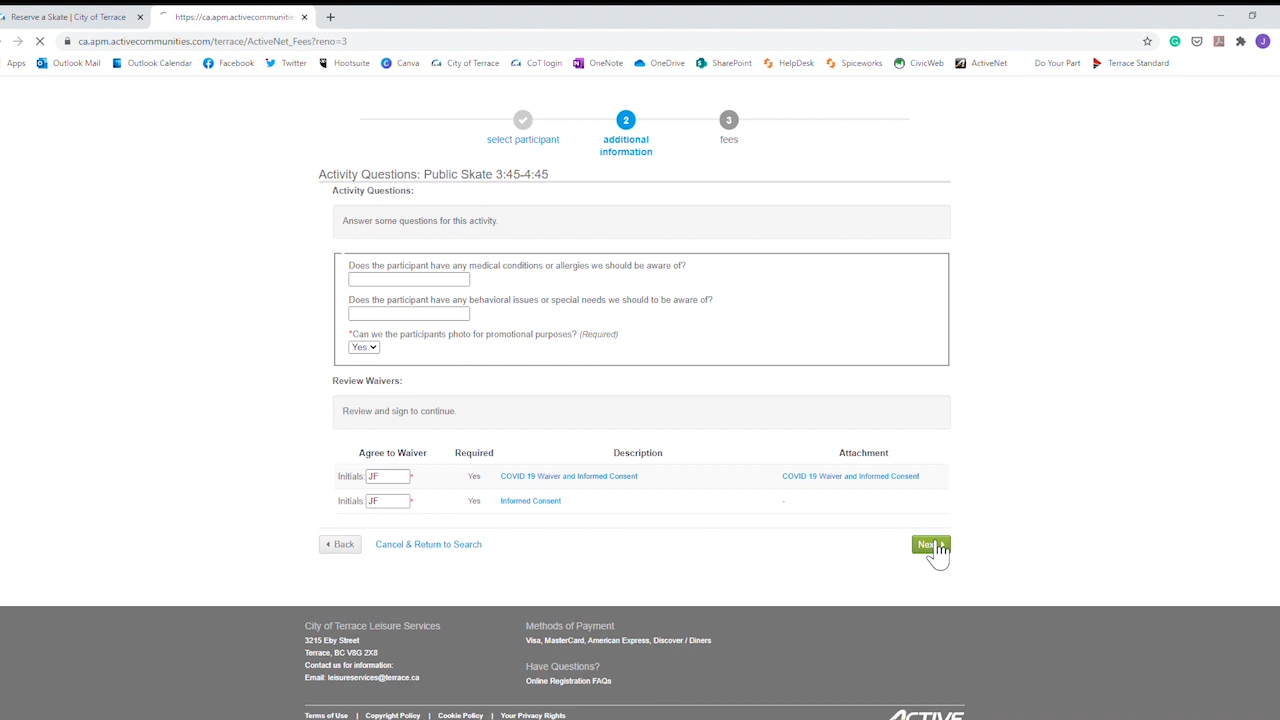 Reserve a Skate | City of Terrace
https://ca.apm.activecommunitie
ca.apm.activecommunities.com/terrace/ActiveNet_Fees?reno=3
J
Apps Outlook Mail Outlook Calendar Facebook Twitter Hootsuite Canva City of Terrace CoT login OneNote OneDrive SharePoint HelpDesk Spiceworks CivicWeb ActiveNet Do Your Part Terrace Standard
2 3
select participant additional information fees
Activity Questions: Public Skate 3:45-4:45
Activity Questions:
Answer some questions for this activity.
Does the participant have any medical conditions or allergies we should be aware of?
Does the participant have any behavioral issues or special needs we should to be aware of?
*Can we the participants photo for promotional purposes? (Required)
Yes
Review Waivers:
Review and sign to continue.
Agree to Waiver Required Description Attachment
Initials: JF * Yes COVID 19 Waiver and Informed Consent COVID 19 Waiver and Informed Consent
Initials: JF * Yes Informed Consent -
Back Cancel & Return to Search Next
City of Terrace Leisure Services
3215 Eby Street
Terrace, BC V8G 2X8
Contact us for information:
Email: leisureservices@terrace.ca
Methods of Payment
Visa, MasterCard, American Express, Discover / Diners
Have Questions?
Online Registration FAQs
Terms of Use | Copyright Policy | Cookie Policy | Your Privacy Rights
ACTIVE